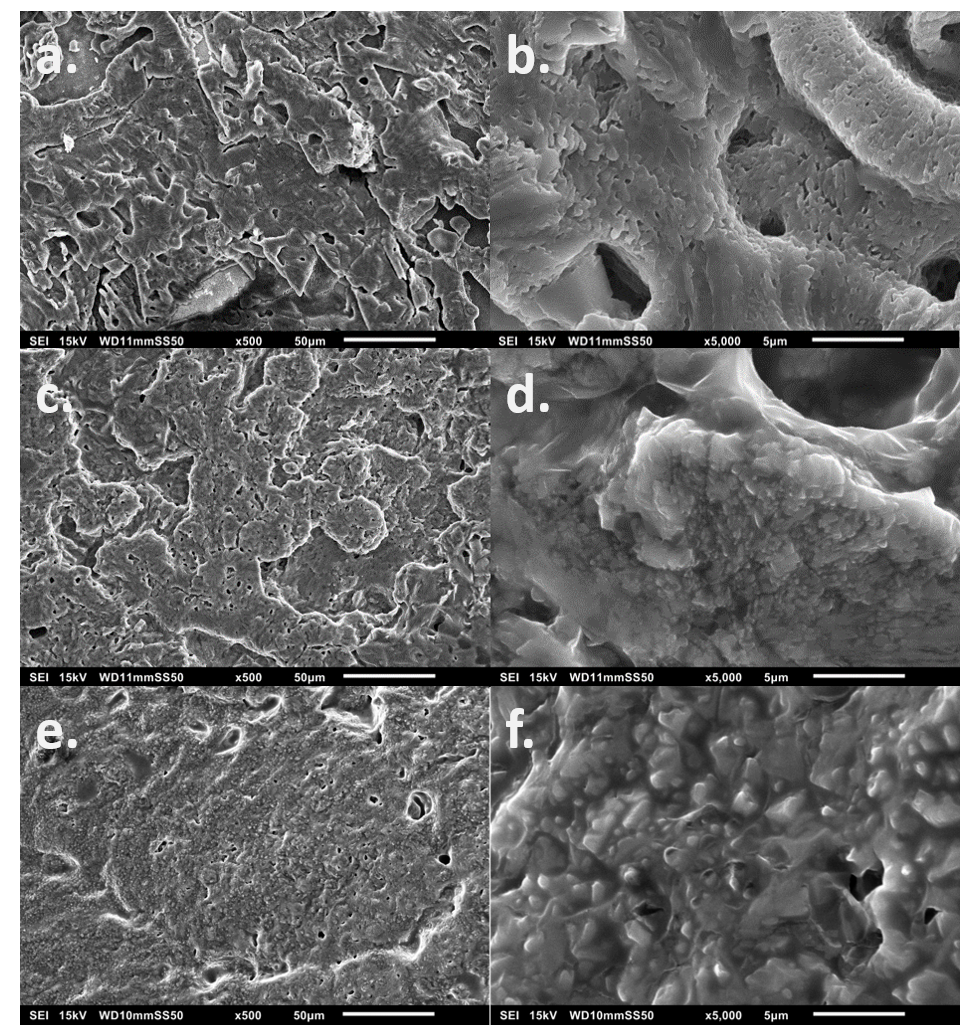 a.
b.
SEI 15kV WD11mmSS50 x500 50μm
SEI 15kV WD11mmSS50 x5,000 5μm
c.
d.
SEI 15kV WD11mmSS50 x500 50μm
SEI 15kV WD11mmSS50 x5,000 5μm
e.
f.
SEI 15kV WD10mmSS50 x500 50μm
SEI 15kV WD10mmSS50 x5,000 5μm